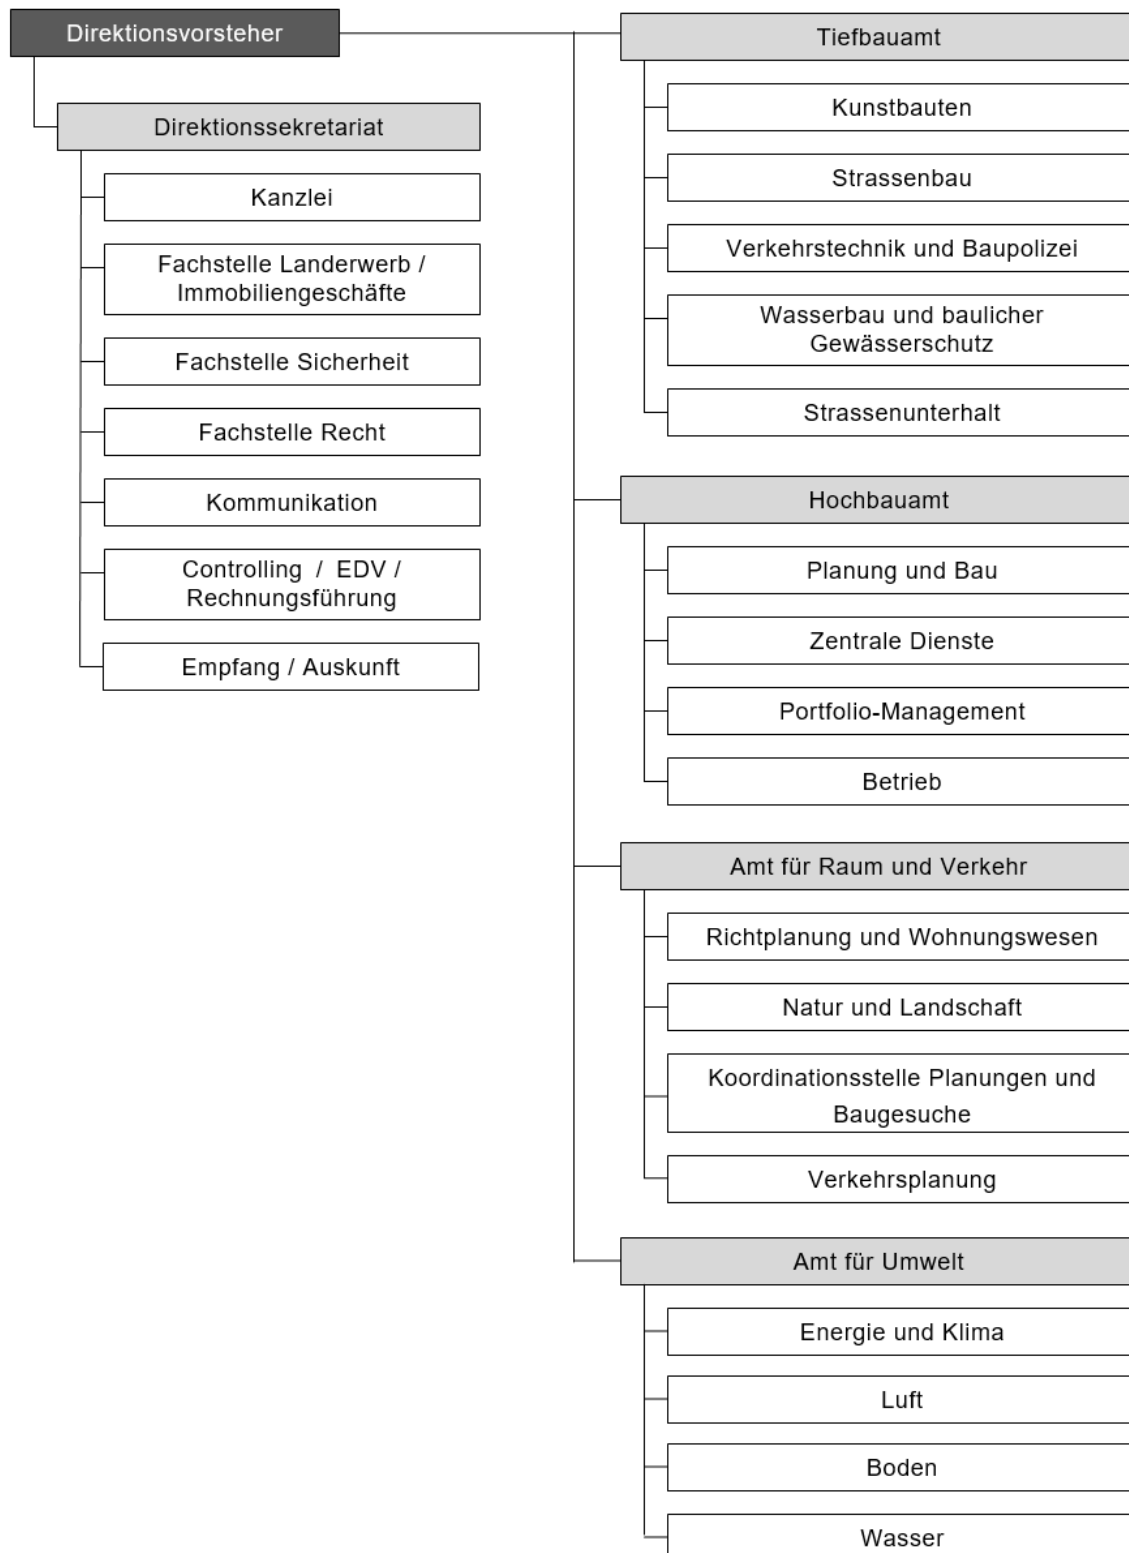 Direktionsvorsteher
Direktionssekretariat
Kanzlei
Fachstelle Landerwerb /
Immobiliengeschäfte
Fachstelle Sicherheit
Fachstelle Recht
Kommunikation
Controlling / EDV /
Rechnungsführung
Empfang / Auskunft
Tiefbauamt
Kunstbauten
Strassenbau
Verkehrstechnik und Baupolizei
Wasserbau und baulicher
Gewässerschutz
Strassenunterhalt
Hochbauamt
Planung und Bau
Zentrale Dienste
Portfolio-Management
Betrieb
Amt für Raum und Verkehr
Richtplanung und Wohnungswesen
Natur und Landschaft
Koordinationsstelle Planungen und
Baugesuche
Verkehrsplanung
Amt für Umwelt
Energie und Klima
Luft
Boden
Wasser